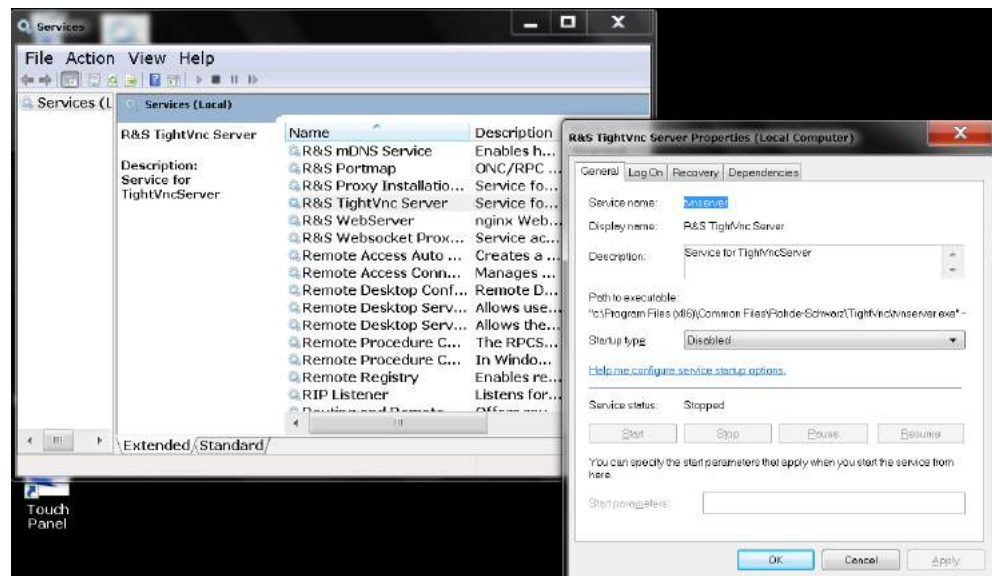 Services
File Action View Help
Services (L
Services (Local)
R&S TightVnc Server
Description:
Service for
TightVncServer
Name Description
R&S mDNS Service Enables h...
R&S Portmap ONC/RPC ...
R&S Proxy Installatio... Service fo...
R&S TightVnc Server Service fo...
R&S WebServer nginx Web...
R&S Websocket Prox... Service ac...
Remote Access Auto ... Creates a ...
Remote Access Conn... Manages ...
Remote Desktop Conf... Remote D...
Remote Desktop Serv... Allows use...
Remote Desktop Serv... Allows the...
Remote Procedure C... The RPCS...
Remote Procedure C... In Windo...
Remote Registry Enables re...
RIP Listener Listens for...
Extended Standard
Touch
Panel
R&S TightVnc Server Properties (Local Computer)
General Log On Recovery Dependencies
Service name: tvnserver
Display name: R&S TightVnc Server
Description: Service for TightVncServer
Path to executable:
"c:\Program Files (x86)\Common Files\Rohde-Schwarz\TightVnc\tvnserver.exe" -
Startup type: Disabled
Help me configure service startup options.
Service status: Stopped
Start Stop Pause Resume
You can specify the start parameters that apply when you start the service from
here.
Start parameters:
OK Cancel Apply